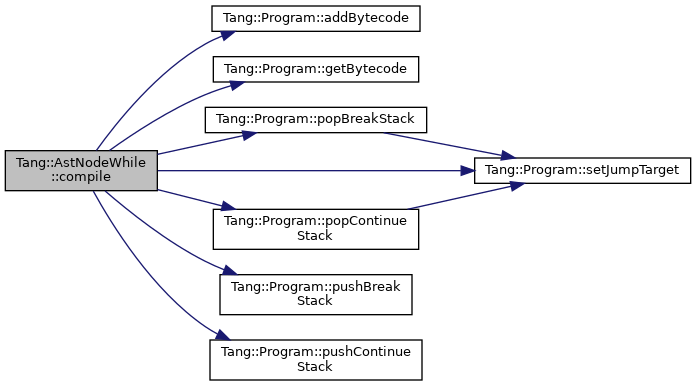 Tang::Program::addBytecode
Tang::Program::getBytecode
Tang::Program::popBreakStack
Tang::AstNodeWhile
::compile
Tang::Program::setJumpTarget
Tang::Program::popContinue
Stack
Tang::Program::pushBreak
Stack
Tang::Program::pushContinue
Stack